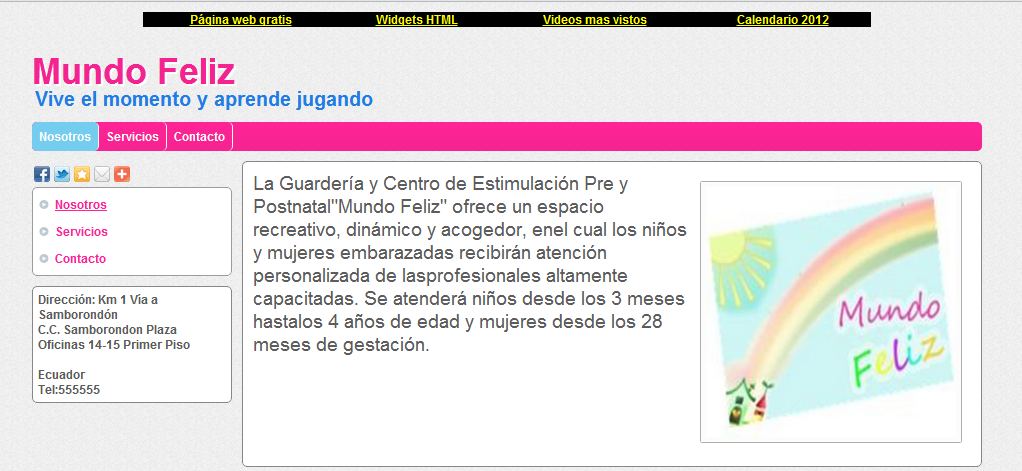 Página web gratis Widgets HTML Videos mas vistos Calendario 2012
Mundo Feliz
Vive el momento y aprende jugando
Nosotros Servicios Contacto
Nosotros
Servicios
Contacto
Dirección: Km 1 Via a
Samborondón
C.C. Samborondon Plaza
Oficinas 14-15 Primer Piso
Ecuador
Tel:555555
La Guardería y Centro de Estimulación Pre y
Postnatal"Mundo Feliz" ofrece un espacio
recreativo, dinámico y acogedor, enel cual los niños
y mujeres embarazadas recibirán atención
personalizada de lasprofesionales altamente
capacitadas. Se atenderá niños desde los 3 meses
hastalos 4 años de edad y mujeres desde los 28
meses de gestación.
Mundo
Feliz